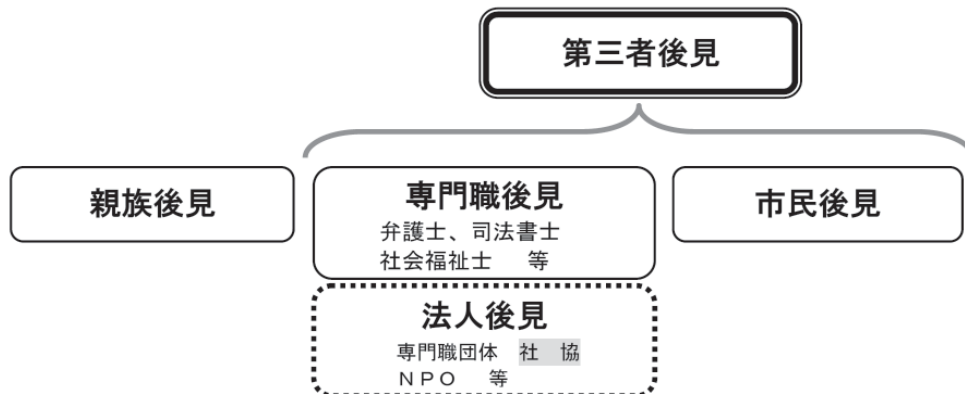 第三者後見
親族後見
専門職後見
弁護士、司法書士
社会福祉士　等
市民後見
法人後見
専門職団体　社　協
ＮＰＯ　等